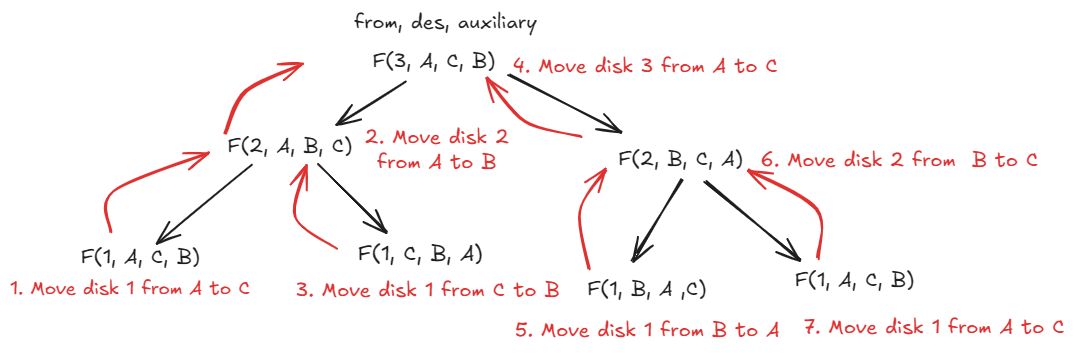 from, des, auxiliary
F(3, A, C, B)
4. Move disk 3 from A to C
F(2, A, B, C)
2. Move disk 2
from A to B
F(2, B, C, A)
6. Move disk 2 from B to C
F(1, A, C, B)
1. Move disk 1 from A to C
F(1, C, B, A)
3. Move disk 1 from C to B
F(1, B, A ,C)
5. Move disk 1 from B to A
F(1, A, C, B)
7. Move disk 1 from A to C